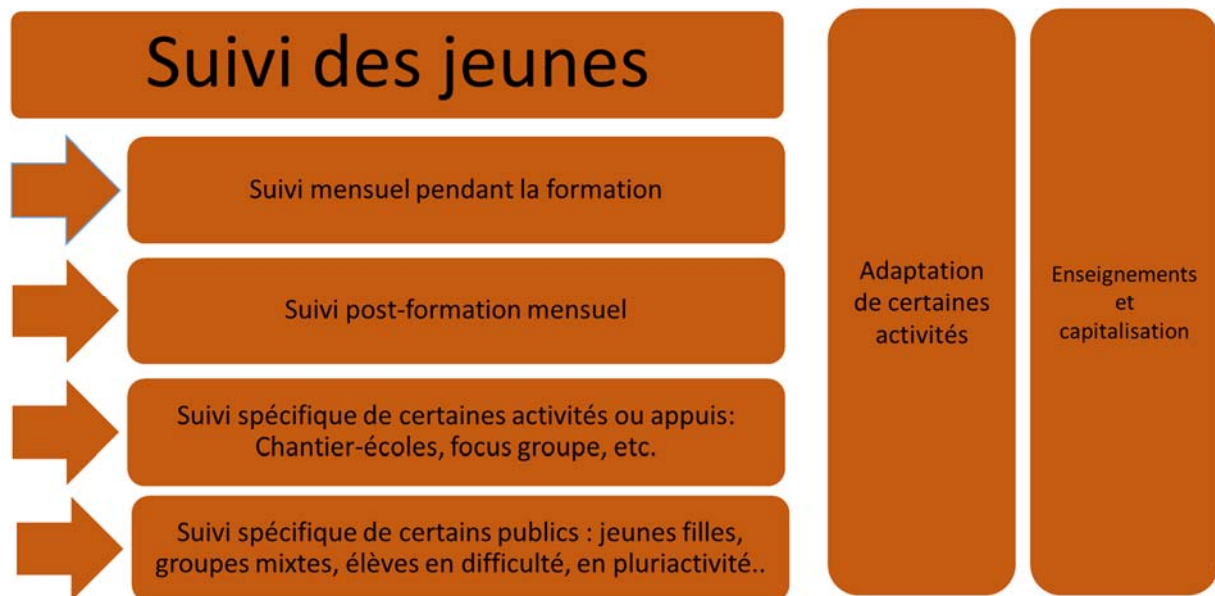 Suivi des jeunes
Suivi mensuel pendant la formation
Suivi post-formation mensuel
Suivi spécifique de certaines activités ou appuis:
Chantier-écoles, focus groupe, etc.
Suivi spécifique de certains publics : jeunes filles,
groupes mixtes, élèves en difficulté, en pluriactivité..
Adaptation
de certaines
activités
Enseignements
et
capitalisation